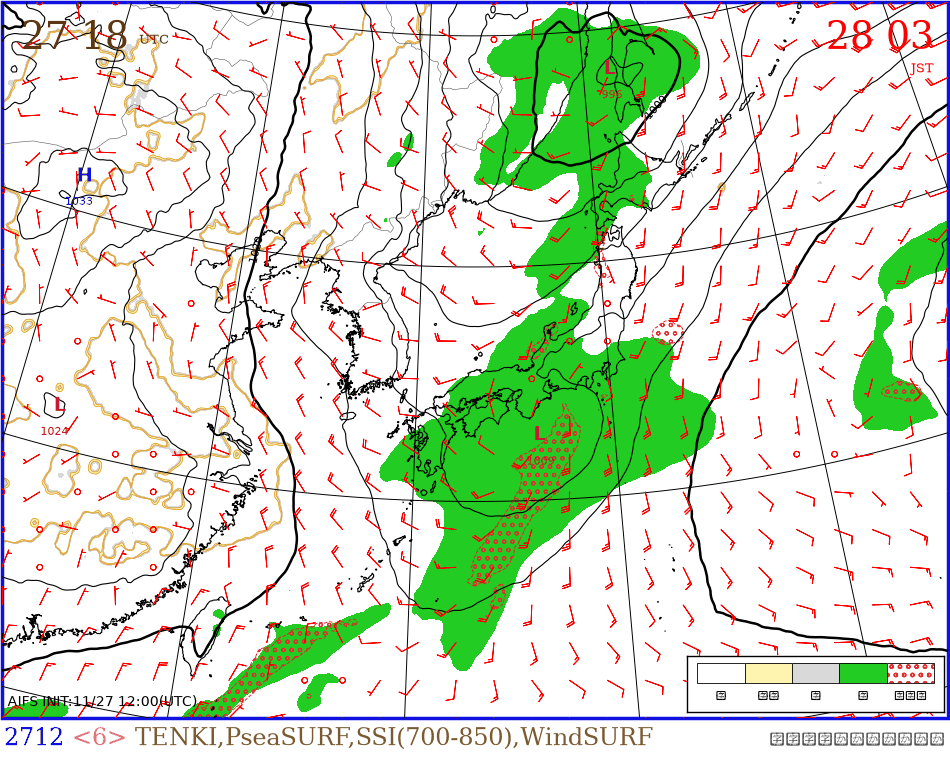 27 18 UTC
28 03
JST
L
996
1000
H
1033
L
1024
L
AIFS INIT:11/27 12:00(UTC)
2712 <6> TENKI,PseaSURF,SSI(700-850),WindSURF